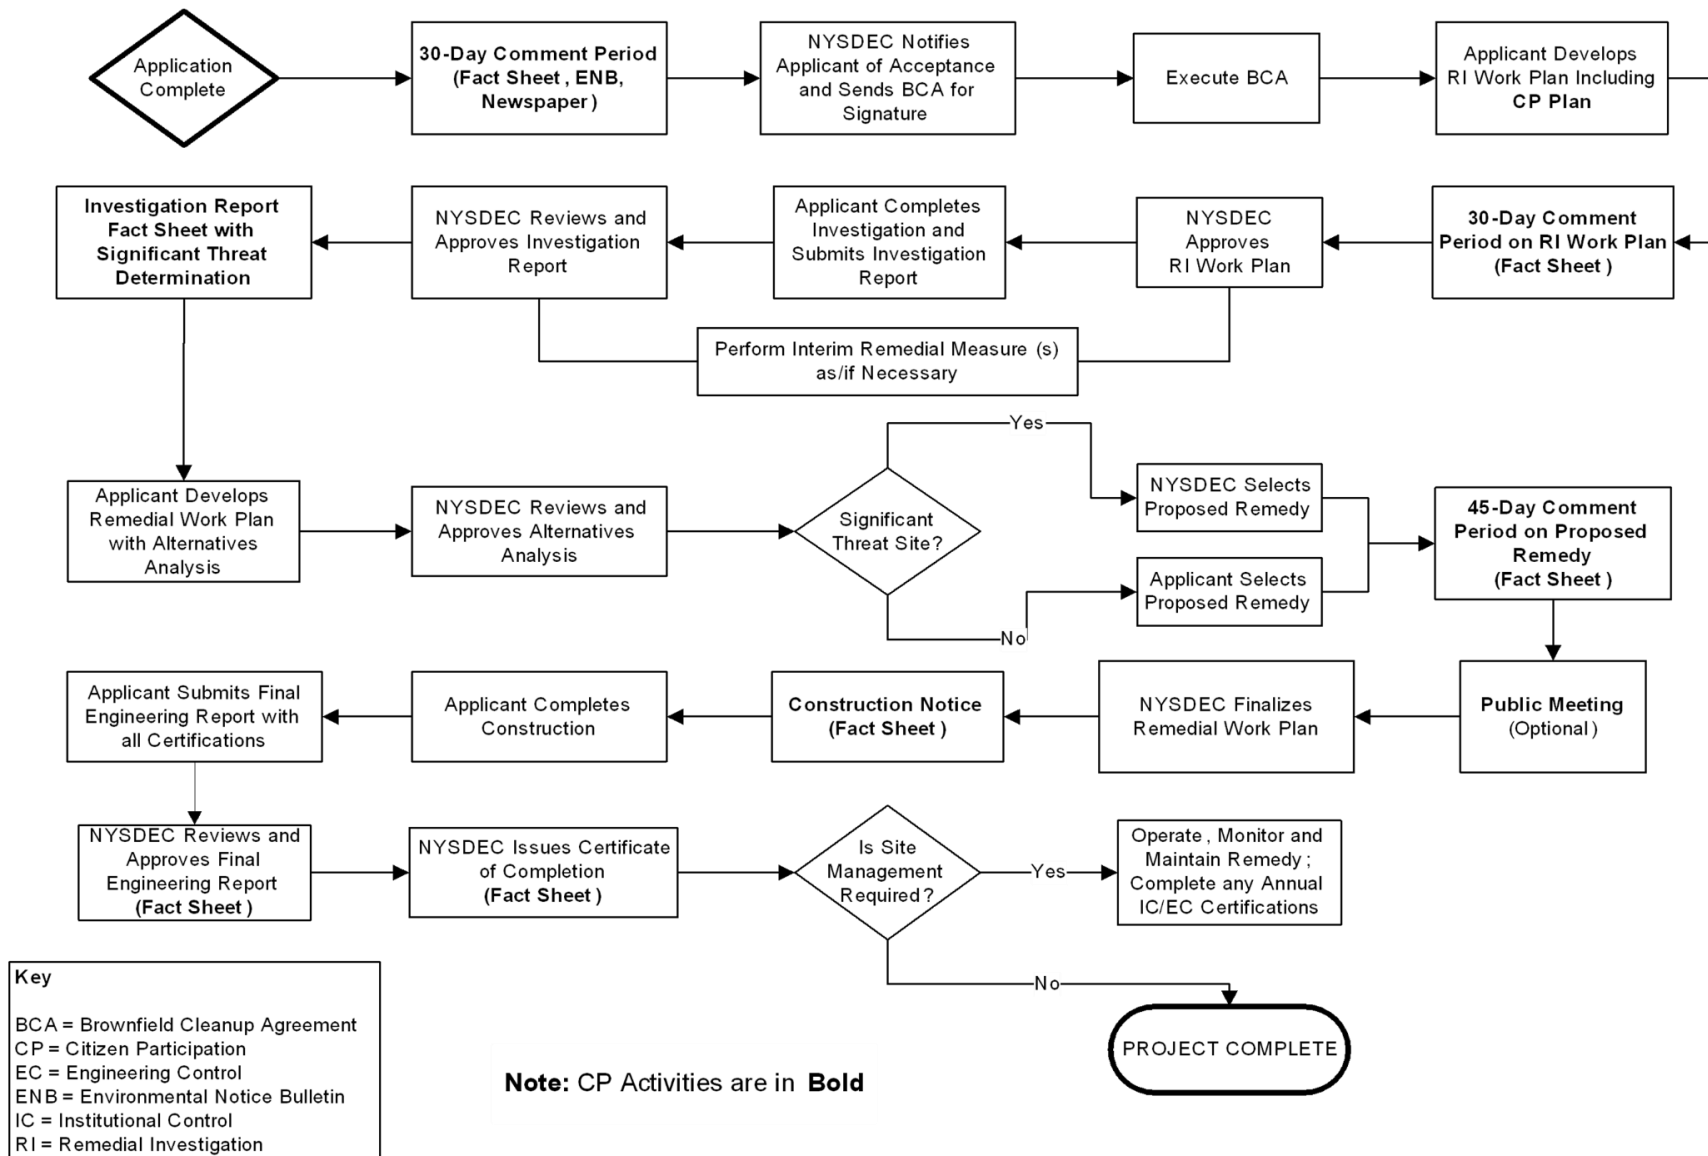 Application
Complete
30-Day Comment Period
(Fact Sheet, ENB,
Newspaper)
NYSDEC Notifies
Applicant of Acceptance
and Sends BCA for
Signature
Execute BCA
Applicant Develops
RI Work Plan Including
CP Plan
Investigation Report
Fact Sheet with
Significant Threat
Determination
NYSDEC Reviews and
Approves Investigation
Report
Applicant Completes
Investigation and
Submits Investigation
Report
NYSDEC
Approves
RI Work Plan
30-Day Comment
Period on RI Work Plan
(Fact Sheet)
Perform Interim Remedial Measure (s)
as/if Necessary
Applicant Develops
Remedial Work Plan
with Alternatives
Analysis
NYSDEC Reviews and
Approves Alternatives
Analysis
Significant
Threat Site?
Yes
No
NYSDEC Selects
Proposed Remedy
Applicant Selects
Proposed Remedy
45-Day Comment
Period on Proposed
Remedy
(Fact Sheet)
Applicant Submits Final
Engineering Report with
all Certifications
Applicant Completes
Construction
Construction Notice
(Fact Sheet)
NYSDEC Finalizes
Remedial Work Plan
Public Meeting
(Optional)
NYSDEC Reviews and
Approves Final
Engineering Report
(Fact Sheet)
NYSDEC Issues Certificate
of Completion
(Fact Sheet)
Is Site
Management
Required?
Yes
Operate, Monitor and
Maintain Remedy;
Complete any Annual
IC/EC Certifications
No
PROJECT COMPLETE
Key
BCA = Brownfield Cleanup Agreement
CP = Citizen Participation
EC = Engineering Control
ENB = Environmental Notice Bulletin
IC = Institutional Control
RI = Remedial Investigation
Note: CP Activities are in Bold